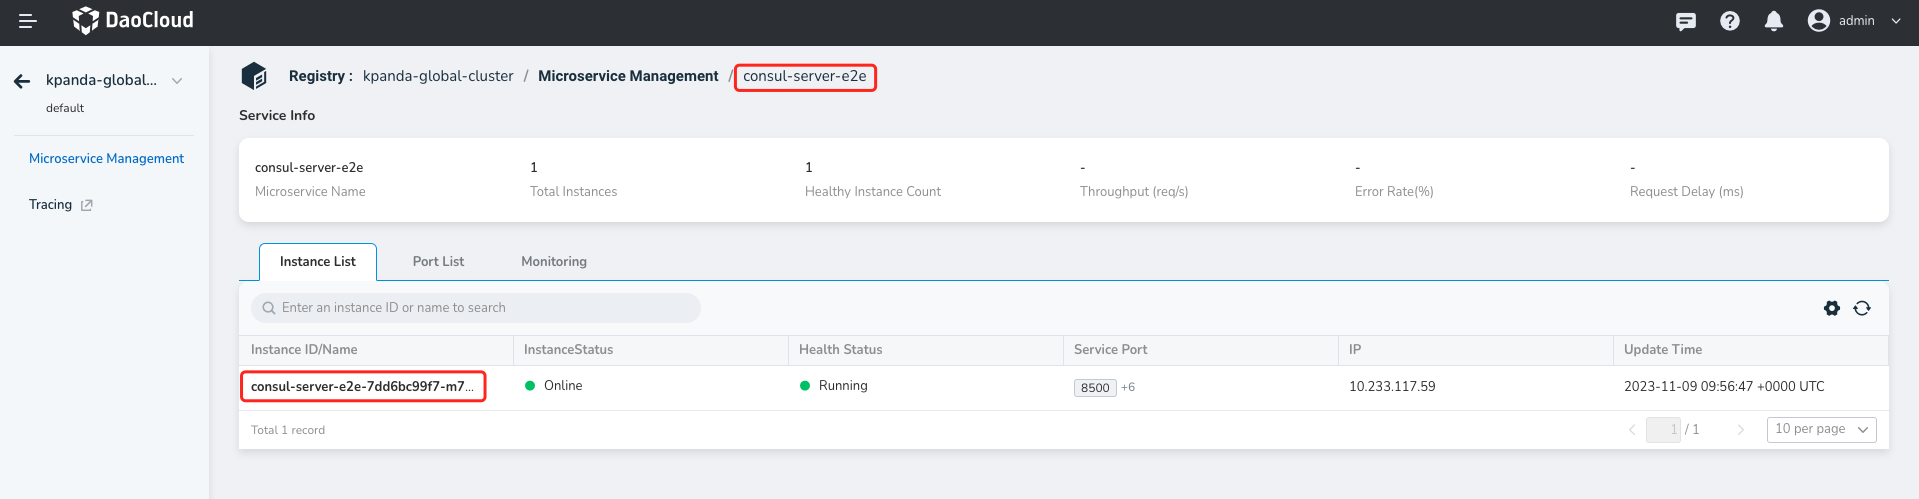 DaoCloud
admin
kpanda-global...
default
Microservice Management
Tracing
Registry : kpanda-global-cluster / Microservice Management / consul-server-e2e
Service Info
consul-server-e2e 1 1 - - -
Microservice Name Total Instances Healthy Instance Count Throughput (req/s) Error Rate(%) Request Delay (ms)
Instance List Port List Monitoring
Enter an instance ID or name to search
Instance ID/Name InstanceStatus Health Status Service Port IP Update Time
consul-server-e2e-7dd6bc99f7-m7... Online Running 8500 +6 10.233.117.59 2023-11-09 09:56:47 +0000 UTC
Total 1 record 1 / 1 10 per page